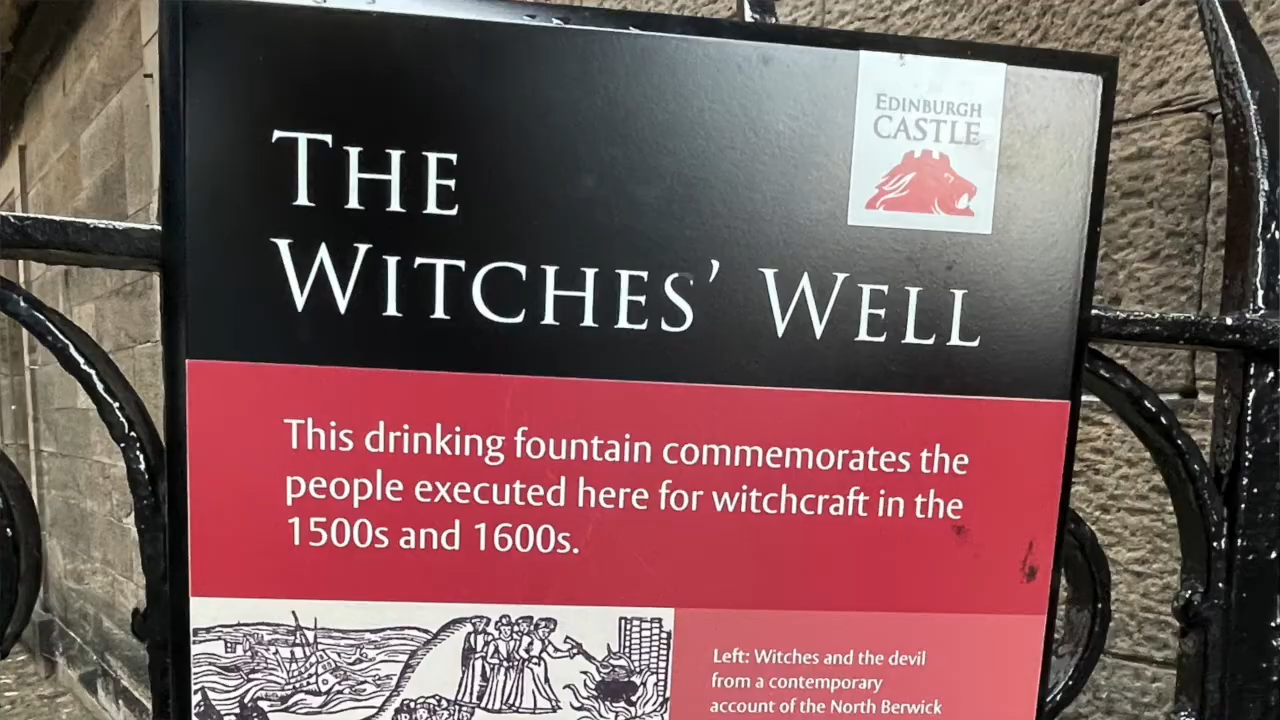 EDINBURGH
CASTLE
THE
WITCHES’ WELL
This drinking fountain commemorates the
people executed here for witchcraft in the
1500s and 1600s.
Left: Witches and the devil
from a contemporary
account of the North Berwick